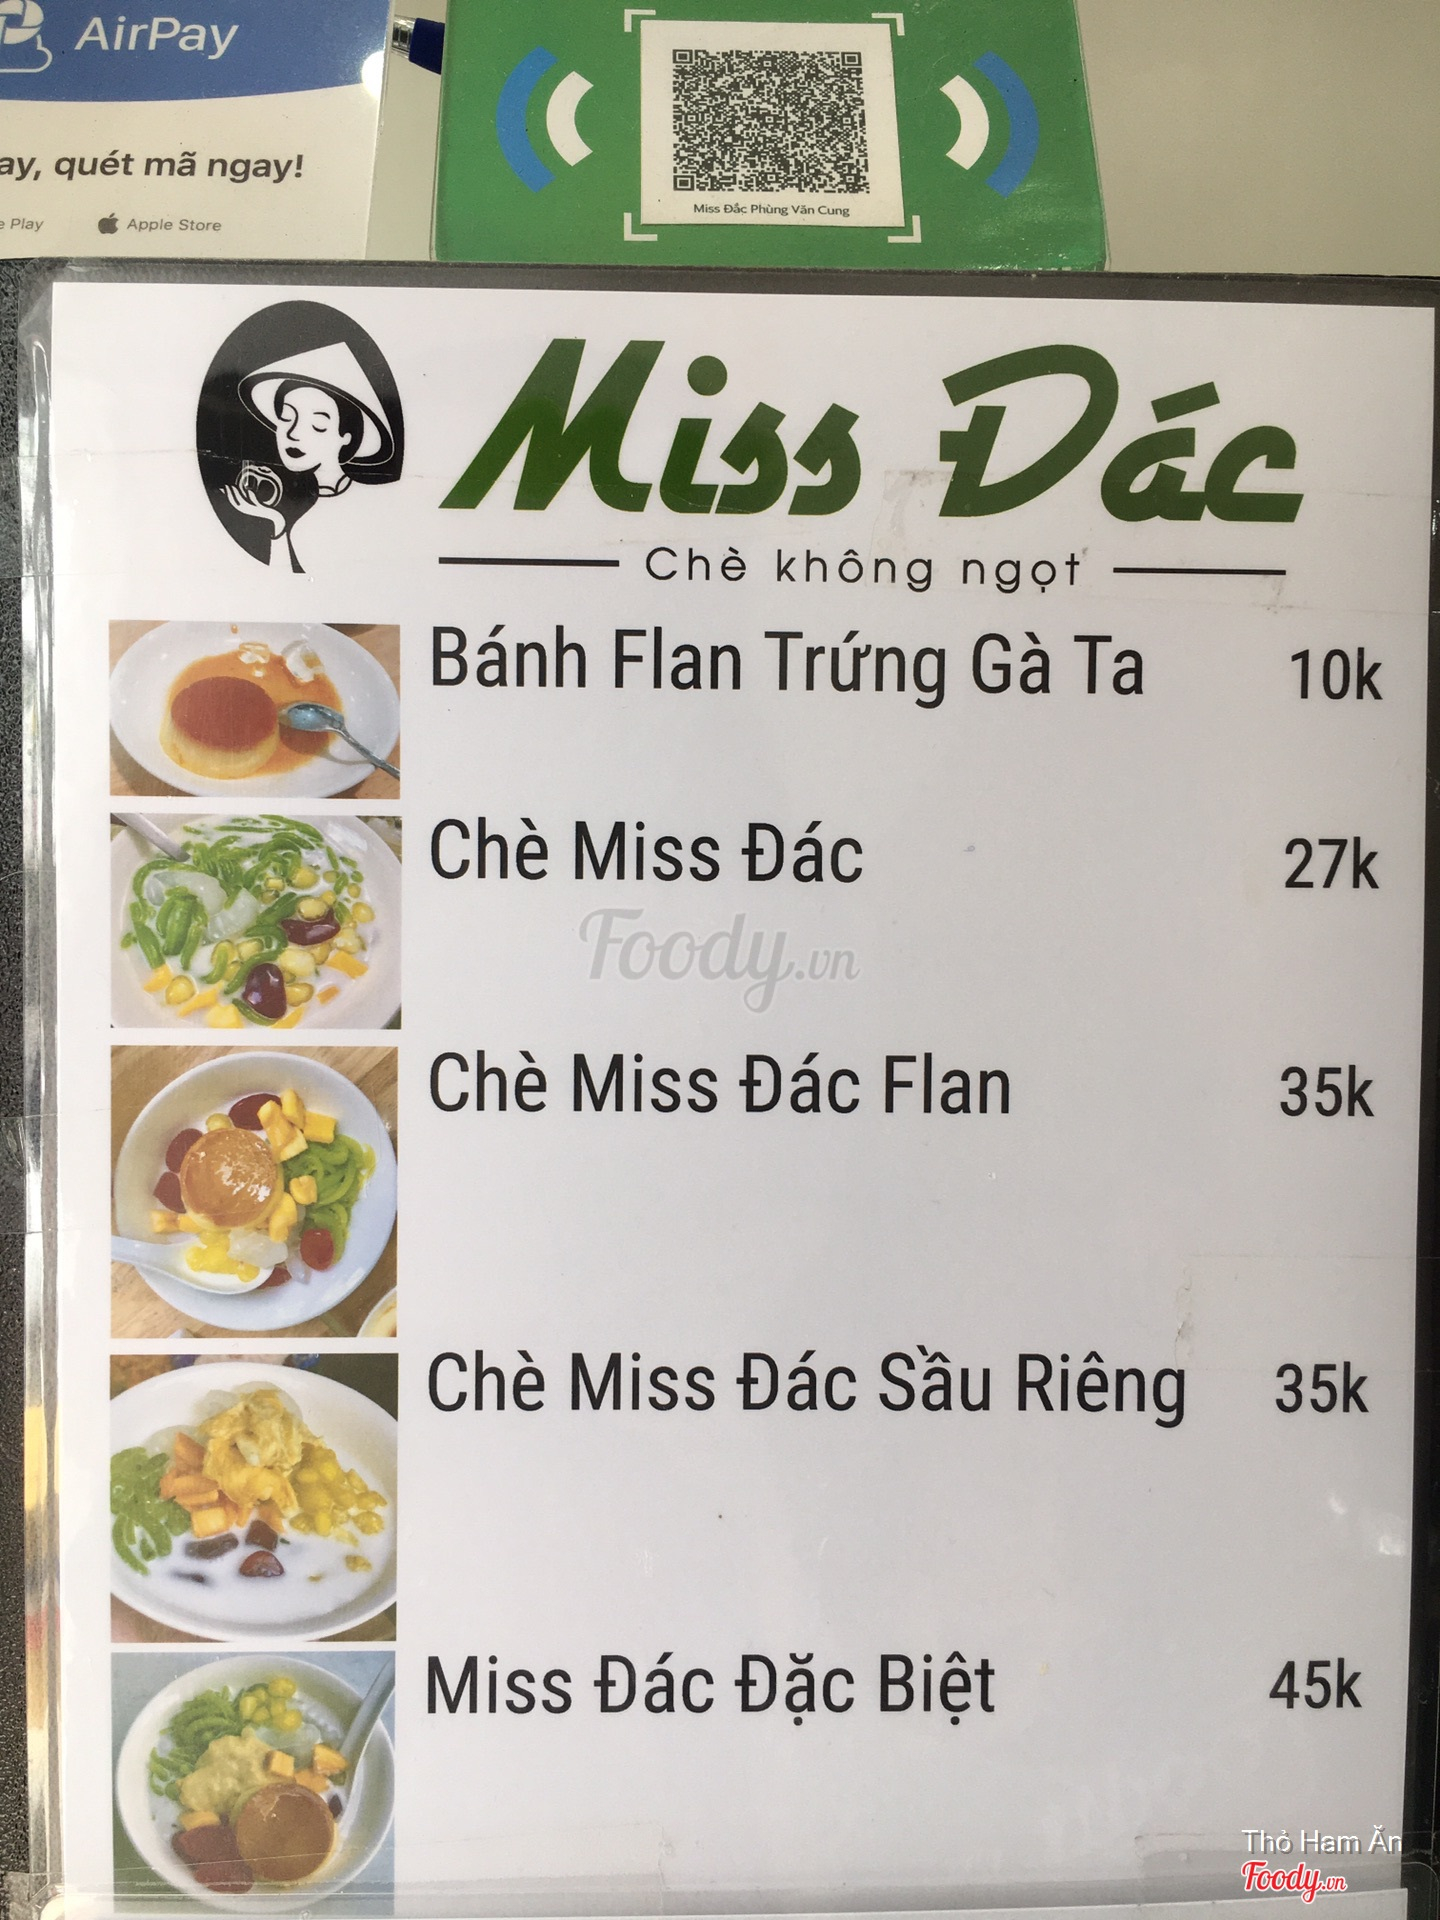 AirPay
ay, quét mã ngay!
e Play
Apple Store
Miss Đắc Phùng Văn Cung
Miss Đác
Chè không ngọt
Bánh Flan Trứng Gà Ta 10k
Chè Miss Đác 27k
Foody.vn
Chè Miss Đác Flan 35k
Chè Miss Đác Sầu Riêng 35k
Miss Đác Đặc Biệt 45k
Thỏ Ham Ăn
Foody.vn